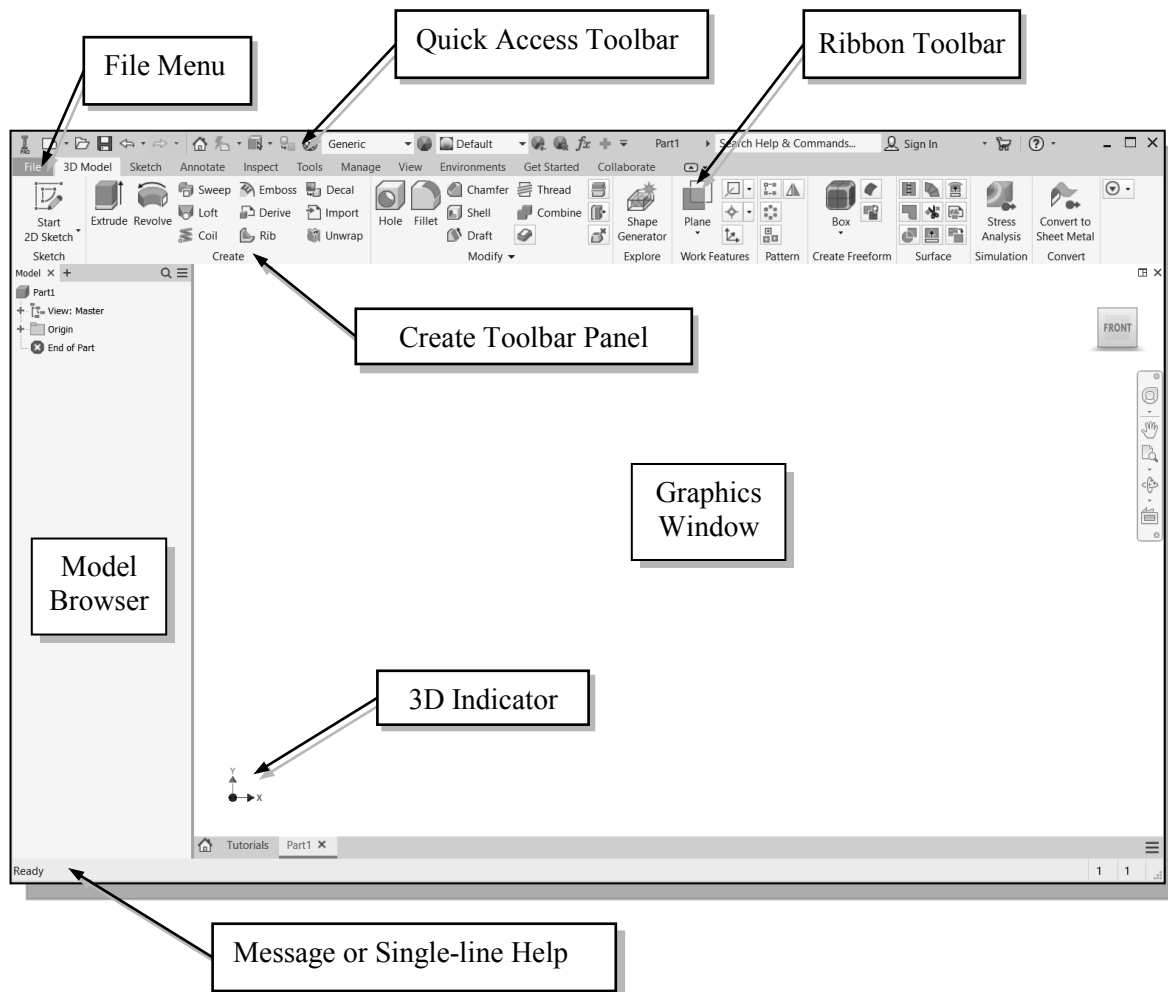 File Menu
Quick Access Toolbar
Ribbon Toolbar
PRO Generic Default fx Part1 Search Help & Commands... Sign In
File 3D Model Sketch Annotate Inspect Tools Manage View Environments Get Started Collaborate
Start
2D Sketch
Extrude Revolve
Sweep Emboss Decal
Loft Derive Import
Coil Rib Unwrap
Hole Fillet
Chamfer Thread
Shell Combine
Draft
Shape
Generator
Plane
Box
Stress
Analysis
Convert to
Sheet Metal
Sketch Create Modify Explore Work Features Pattern Create Freeform Surface Simulation Convert
Model × +
Part1
View: Master
Origin
End of Part
Create Toolbar Panel
FRONT
Graphics
Window
Model
Browser
3D Indicator
Y
X
Tutorials Part1 ×
Ready 1 1
Message or Single-line Help